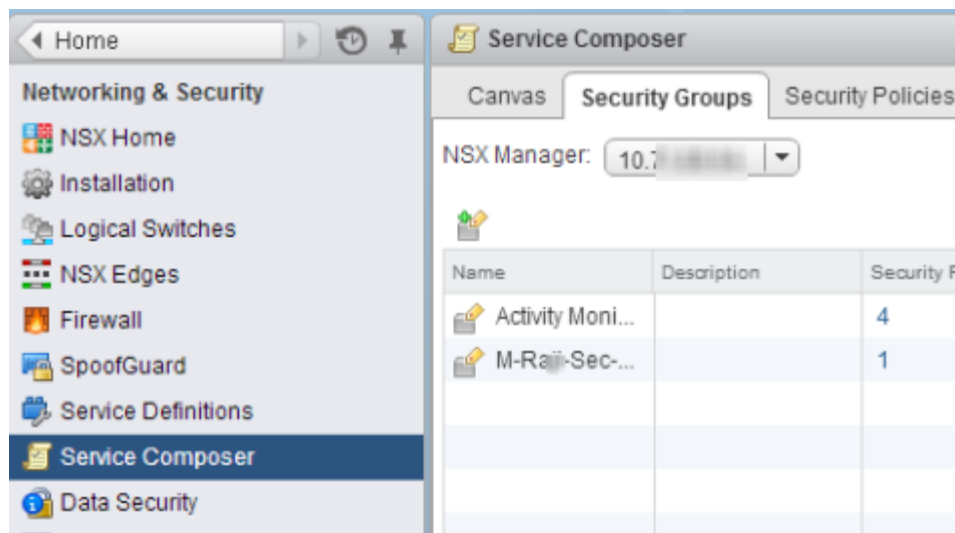 Home
Networking & Security
NSX Home
Installation
Logical Switches
NSX Edges
Firewall
SpoofGuard
Service Definitions
Service Composer
Data Security
Service Composer
Canvas Security Groups Security Policies
NSX Manager:
Name Description Security
Activity Moni... 4
1